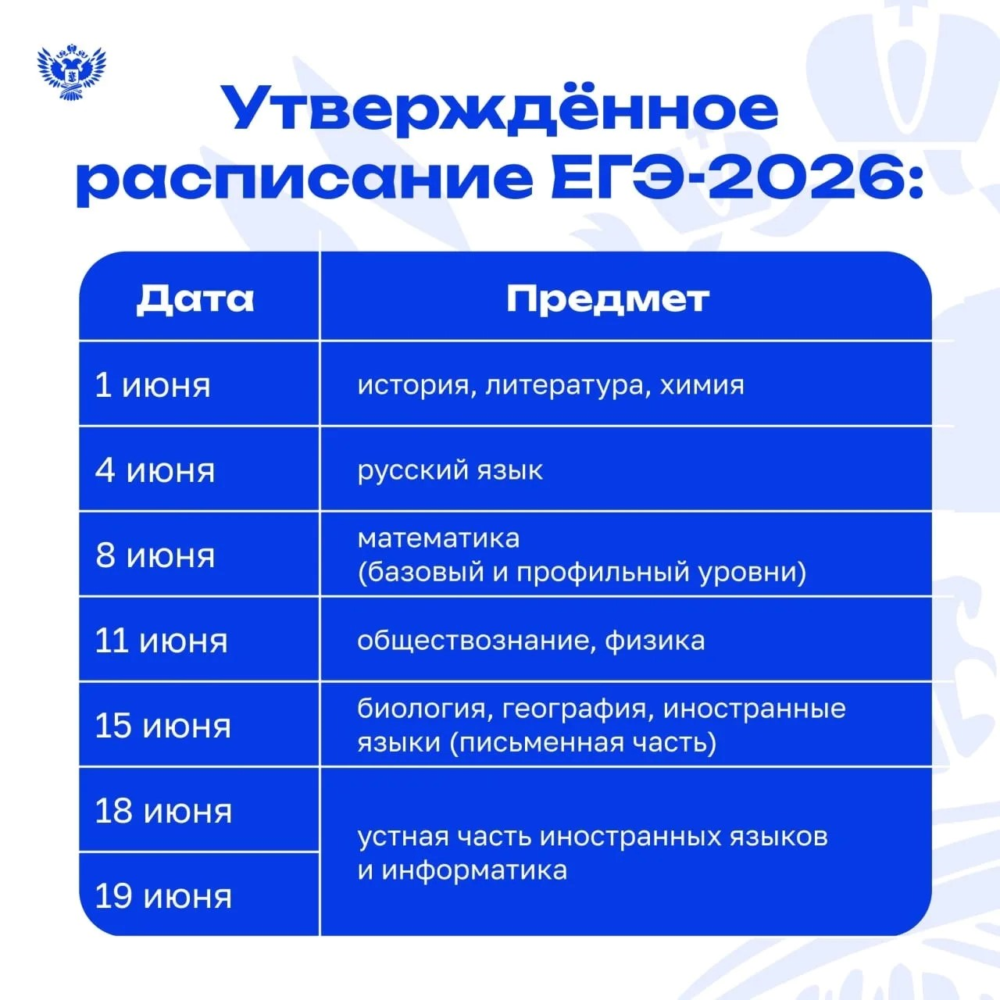 Утверждённое
расписание ЕГЭ-2026:
Дата
Предмет
1 июня
история, литература, химия
4 июня
русский язык
8 июня
математика
(базовый и профильный уровни)
11 июня
обществознание, физика
15 июня
биология, география, иностранные
языки (письменная часть)
18 июня
19 июня
устная часть иностранных языков
и информатика